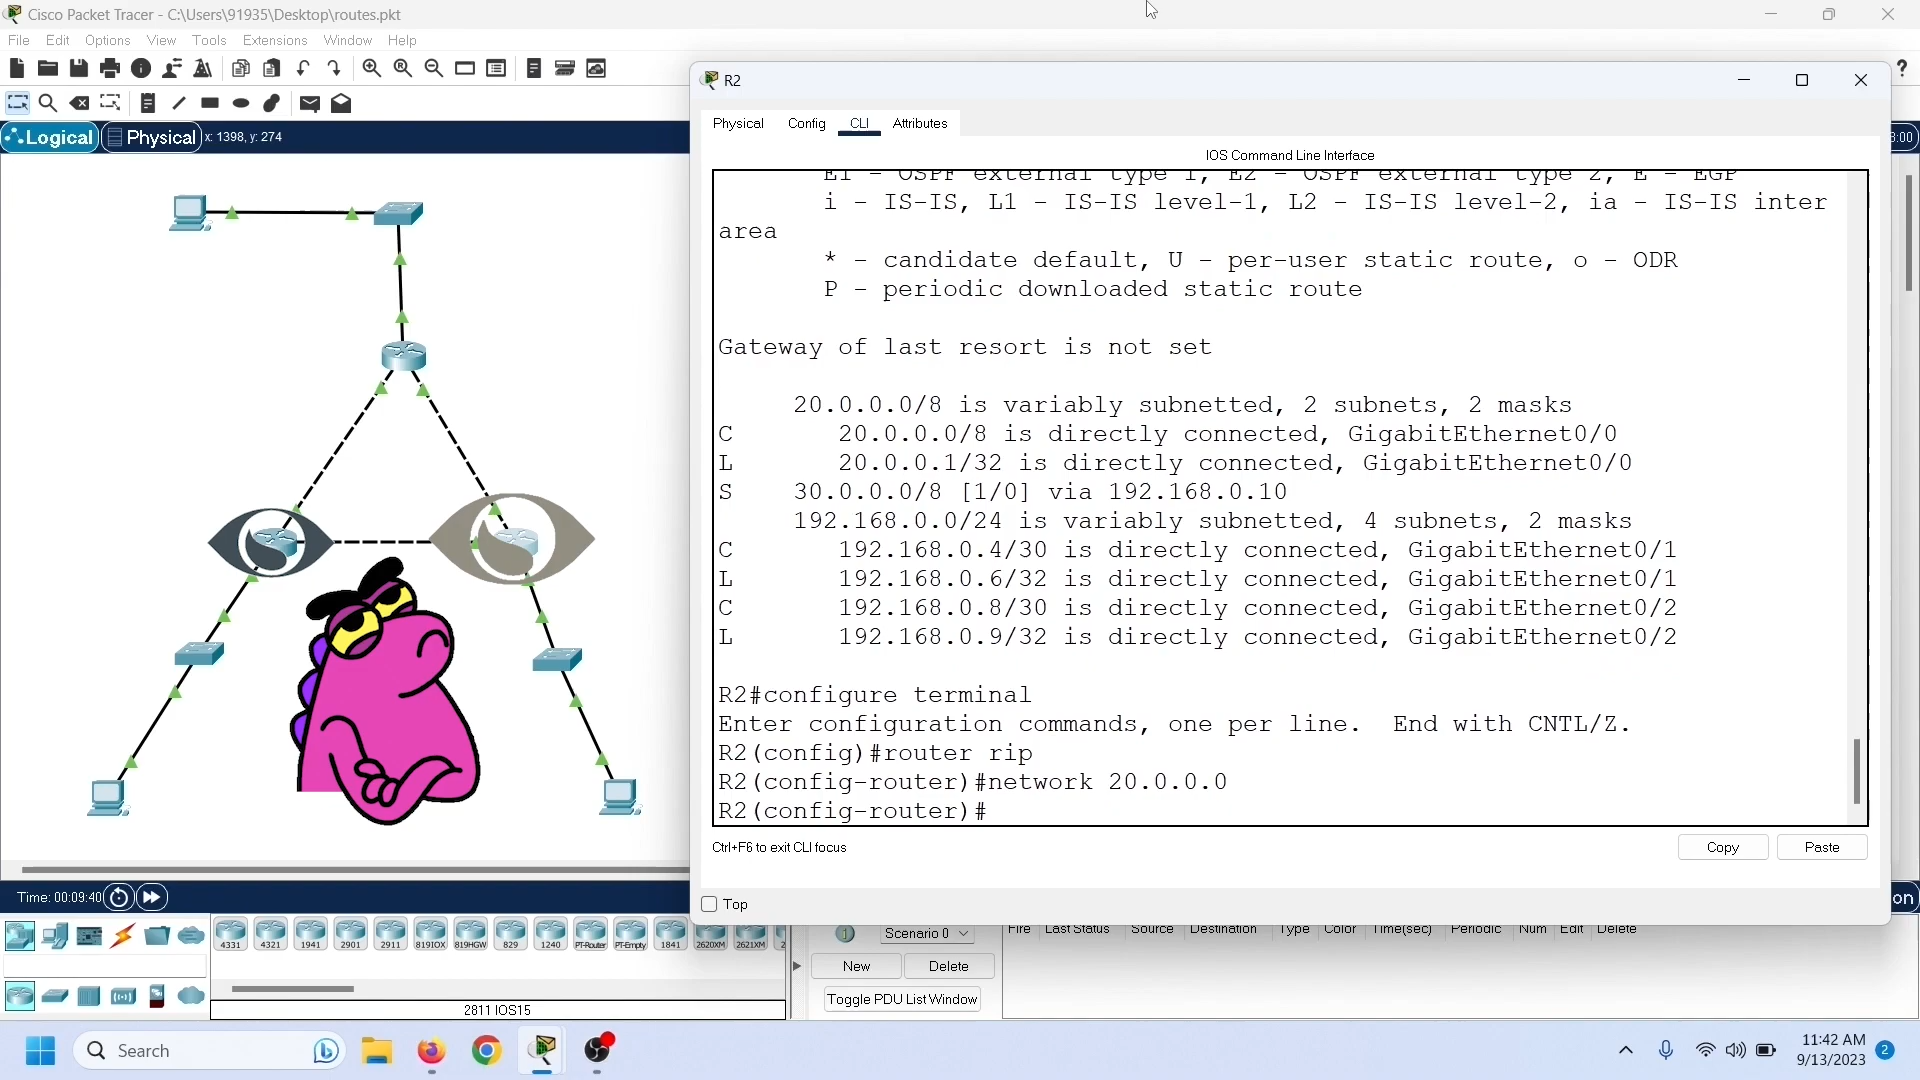 Cisco Packet Tracer - C:\Users\91935\Desktop\routes.pkt
File Edit Options View Tools Extensions Window Help
R2
?
Logical Physical x: 1398, y: 274
Physical Config CLI Attributes
IOS Command Line Interface
E1 - OSPF external type 1, E2 - OSPF external type 2, E - EGP
i - IS-IS, L1 - IS-IS level-1, L2 - IS-IS level-2, ia - IS-IS inter
area
* - candidate default, U - per-user static route, o - ODR
P - periodic downloaded static route
Gateway of last resort is not set
20.0.0.0/8 is variably subnetted, 2 subnets, 2 masks
C 20.0.0.0/8 is directly connected, GigabitEthernet0/0
L 20.0.0.1/32 is directly connected, GigabitEthernet0/0
S 30.0.0.0/8 [1/0] via 192.168.0.10
192.168.0.0/24 is variably subnetted, 4 subnets, 2 masks
C 192.168.0.4/30 is directly connected, GigabitEthernet0/1
L 192.168.0.6/32 is directly connected, GigabitEthernet0/1
C 192.168.0.8/30 is directly connected, GigabitEthernet0/2
L 192.168.0.9/32 is directly connected, GigabitEthernet0/2
R2#configure terminal
Enter configuration commands, one per line. End with CNTL/Z.
R2(config)#router rip
R2(config-router)#network 20.0.0.0
R2(config-router)#
Ctrl+F6 to exit CLI focus
Copy Paste
Top
Time: 00:09:40
4331 4321 1941 2901 2911 819IOX 819HGW 829 1240 PT-Router PT-Empty 1841 2620XM 2621XM
2811 IOS15
Scenario 0
New Delete
Toggle PDU List Window
Fire Last Status Source Destination Type Color Time(sec) Periodic Num Edit Delete
Search
11:42 AM
9/13/2023
2